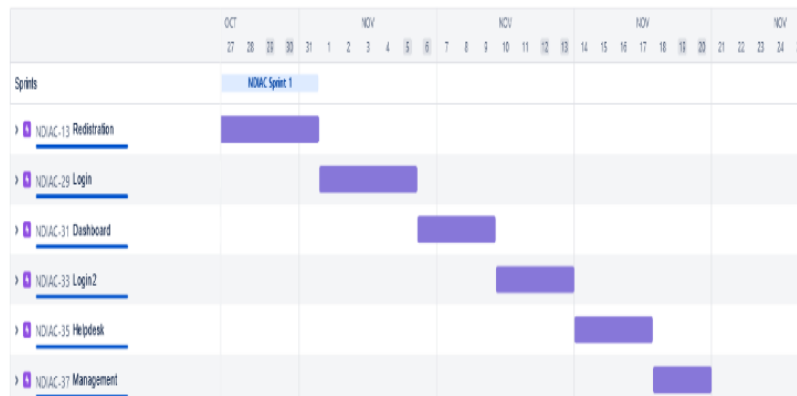 OCT NOV NOV NOV NOV
27 28 29 30 31 1 2 3 4 5 6 7 8 9 10 11 12 13 14 15 16 17 18 19 20 21 22 23 24
Sprints NDIAC Sprint 1
NDIAC-13 Redistration
NDIAC-29 Login
NDIAC-31 Dashboard
NDIAC-33 Login2
NDIAC-35 Helpdesk
NDIAC-37 Management